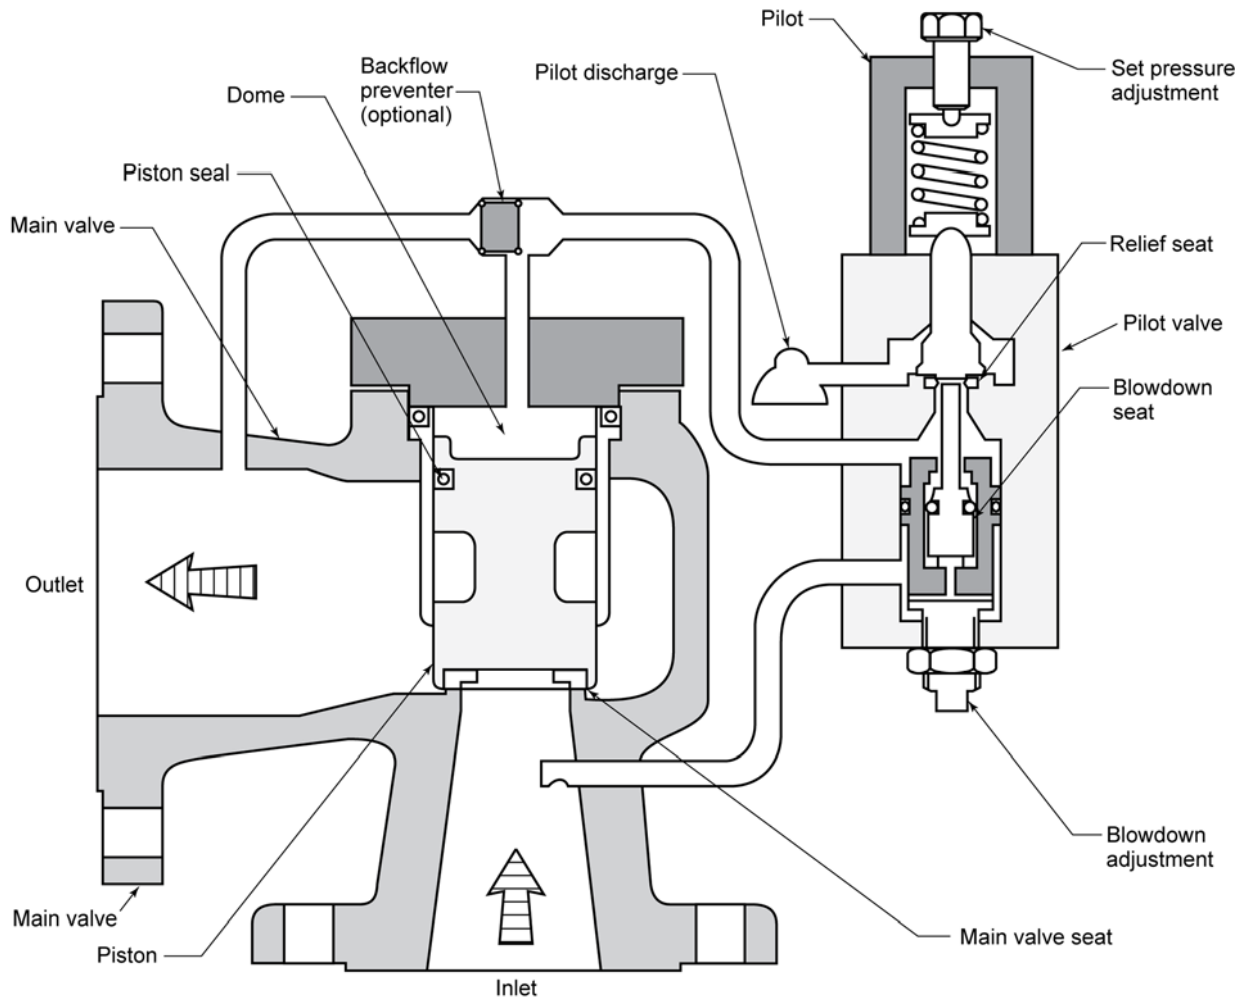 Pilot
Set pressure
adjustment
Backflow
preventer
(optional)
Pilot discharge
Dome
Piston seal
Main valve
Relief seat
Pilot valve
Blowdown
seat
Outlet
Blowdown
adjustment
Main valve
Piston
Main valve seat
Inlet